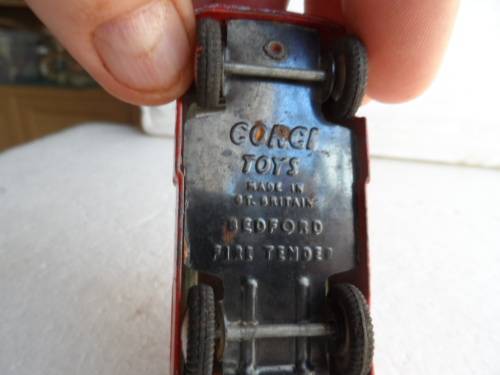 CORGI
TOYS
MADE IN
GT. BRITAIN
BEDFORD
FIRE TENDER